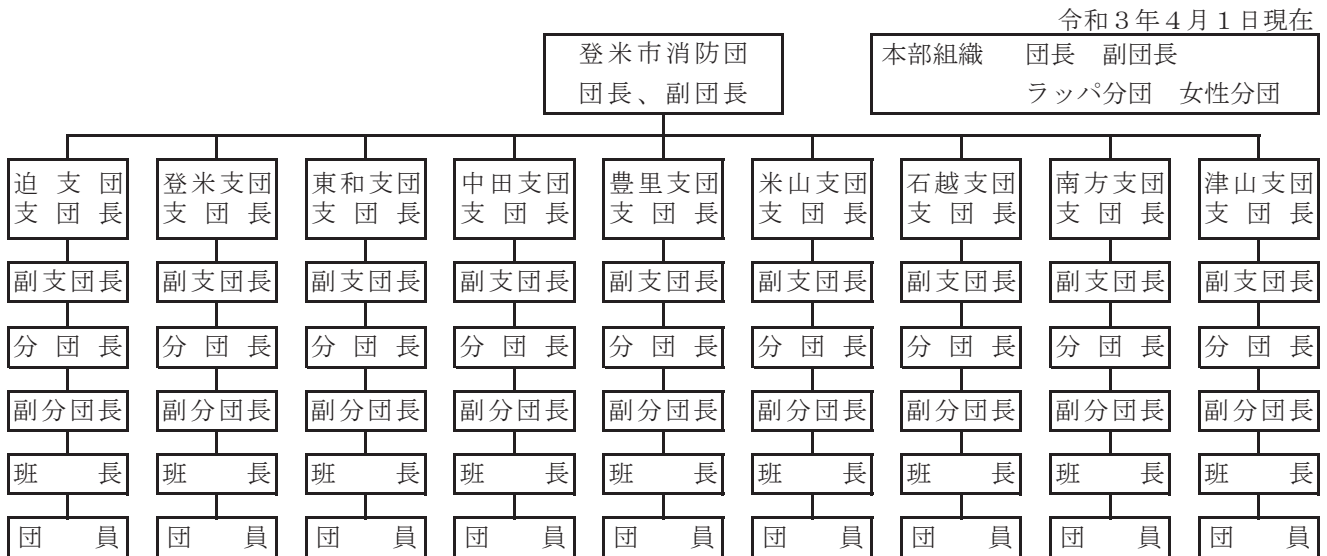 令和３年４月１日現在
登米市消防団
団長、副団長
本部組織　団長　副団長
ラッパ分団　女性分団
迫支団
支団長
登米支団
支団長
東和支団
支団長
中田支団
支団長
豊里支団
支団長
米山支団
支団長
石越支団
支団長
南方支団
支団長
津山支団
支団長
副支団長 副支団長 副支団長 副支団長 副支団長 副支団長 副支団長 副支団長 副支団長
分団長 分団長 分団長 分団長 分団長 分団長 分団長 分団長 分団長
副分団長 副分団長 副分団長 副分団長 副分団長 副分団長 副分団長 副分団長 副分団長
班長 班長 班長 班長 班長 班長 班長 班長 班長
団員 団員 団員 団員 団員 団員 団員 団員 団員